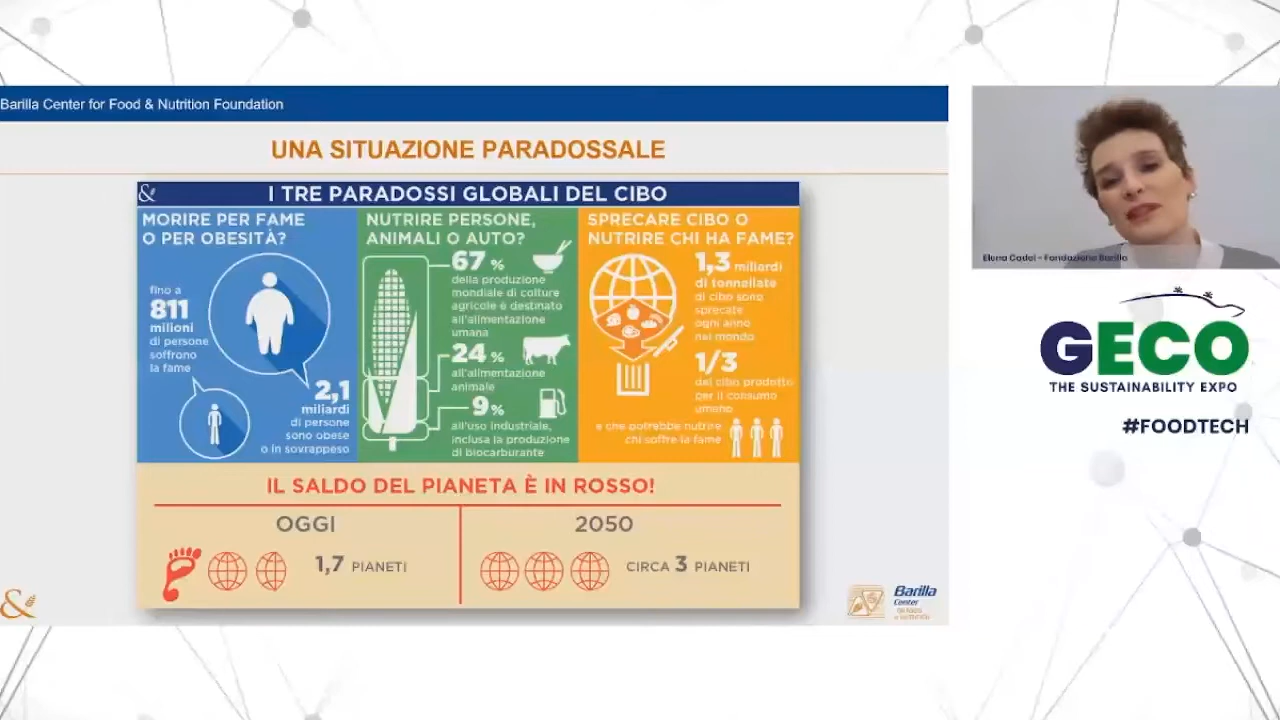 Barilla Center for Food & Nutrition Foundation
UNA SITUAZIONE PARADOSSALE
& I TRE PARADOSSI GLOBALI DEL CIBO
MORIRE PER FAME
O PER OBESITÀ?
fino a
811
milioni
di persone
soffrono
la fame
2,1
miliardi
di persone
sono obese
o in sovrappeso
NUTRIRE PERSONE,
ANIMALI O AUTO?
67 %
della produzione
mondiale di colture
agricole è destinato
all'alimentazione
umana
24 %
all'alimentazione
animale
9%
all'uso industriale,
inclusa la produzione
di biocarburante
SPRECARE CIBO O
NUTRIRE CHI HA FAME?
1,3 miliardi
di tonnellate
di cibo sono
sprecate
ogni anno
nel mondo
1/3
del cibo prodotto
per il consumo
umano
e che potrebbe nutrire
chi soffre la fame
IL SALDO DEL PIANETA È IN ROSSO!
OGGI
1,7 PIANETI
2050
CIRCA 3 PIANETI
&
Barilla
Center
FOR FOOD
& NUTRITION
Elena Cadel - Fondazione Barilla
GECO
THE SUSTAINABILITY EXPO
#FOODTECH